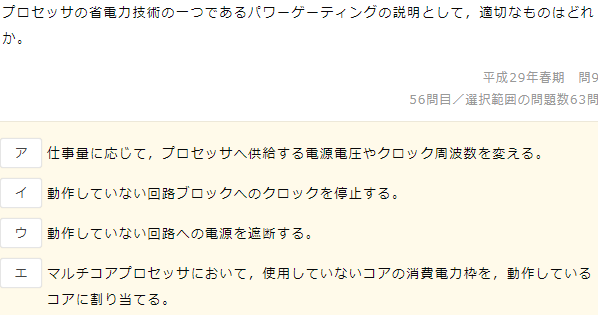 プロセッサの省電力技術の一つであるパワーゲーティングの説明として，適切なものはどれ
か。
平成29年春期　問9
56問目／選択範囲の問題数63問
ア 仕事量に応じて，プロセッサへ供給する電源電圧やクロック周波数を変える。
イ 動作していない回路ブロックへのクロックを停止する。
ウ 動作していない回路への電源を遮断する。
エ マルチコアプロセッサにおいて，使用していないコアの消費電力枠を，動作している
コアに割り当てる。